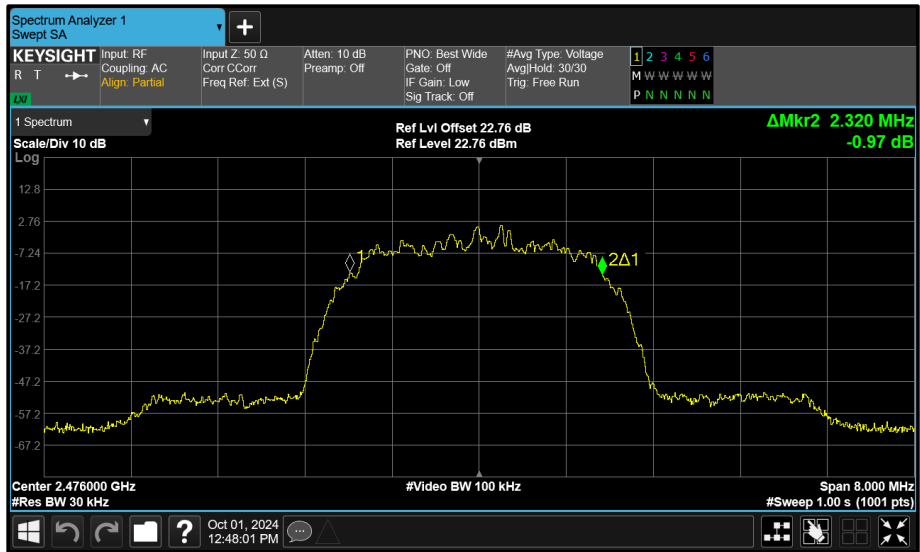 Spectrum Analyzer 1
Swept SA
KEYSIGHT
R T
LXI
Input: RF
Coupling: AC
Align: Partial
Input Z: 50 Ω
Corr CCorr
Freq Ref: Ext (S)
Atten: 10 dB
Preamp: Off
PNO: Best Wide
Gate: Off
IF Gain: Low
Sig Track: Off
#Avg Type: Voltage
Avg|Hold: 30/30
Trig: Free Run
1 2 3 4 5 6
M W W W W W
P N N N N N
1 Spectrum
Scale/Div 10 dB
Log
Ref Lvl Offset 22.76 dB
Ref Level 22.76 dBm
ΔMkr2 2.320 MHz
-0.97 dB
12.8
2.76
-7.24
-17.2
-27.2
-37.2
-47.2
-57.2
-67.2
1
2Δ1
Center 2.476000 GHz
#Video BW 100 kHz
Span 8.000 MHz
#Res BW 30 kHz
#Sweep 1.00 s (1001 pts)
Oct 01, 2024
12:48:01 PM